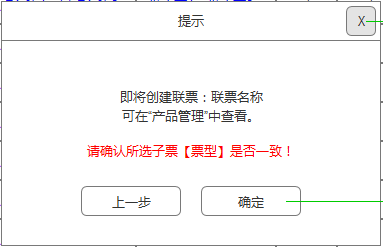 提示
X
即将创建联票：联票名称
可在“产品管理”中查看。
请确认所选子票【票型】是否一致！
上一步
确定